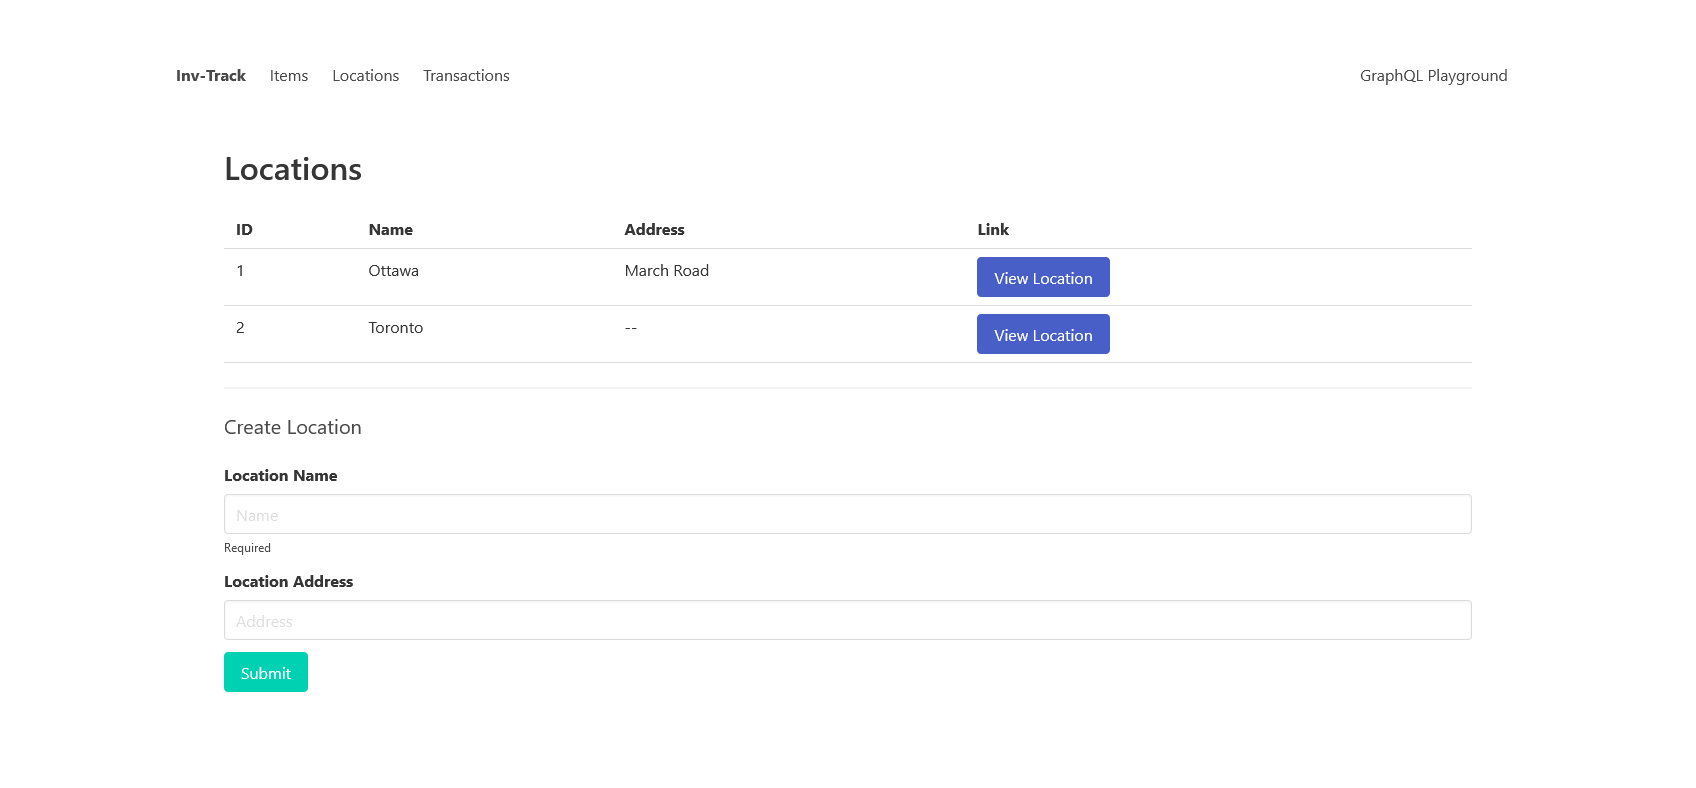 Inv-Track Items Locations Transactions GraphQL Playground
Locations
ID Name Address Link
1 Ottawa March Road View Location
2 Toronto -- View Location
Create Location
Location Name
Name
Required
Location Address
Address
Submit